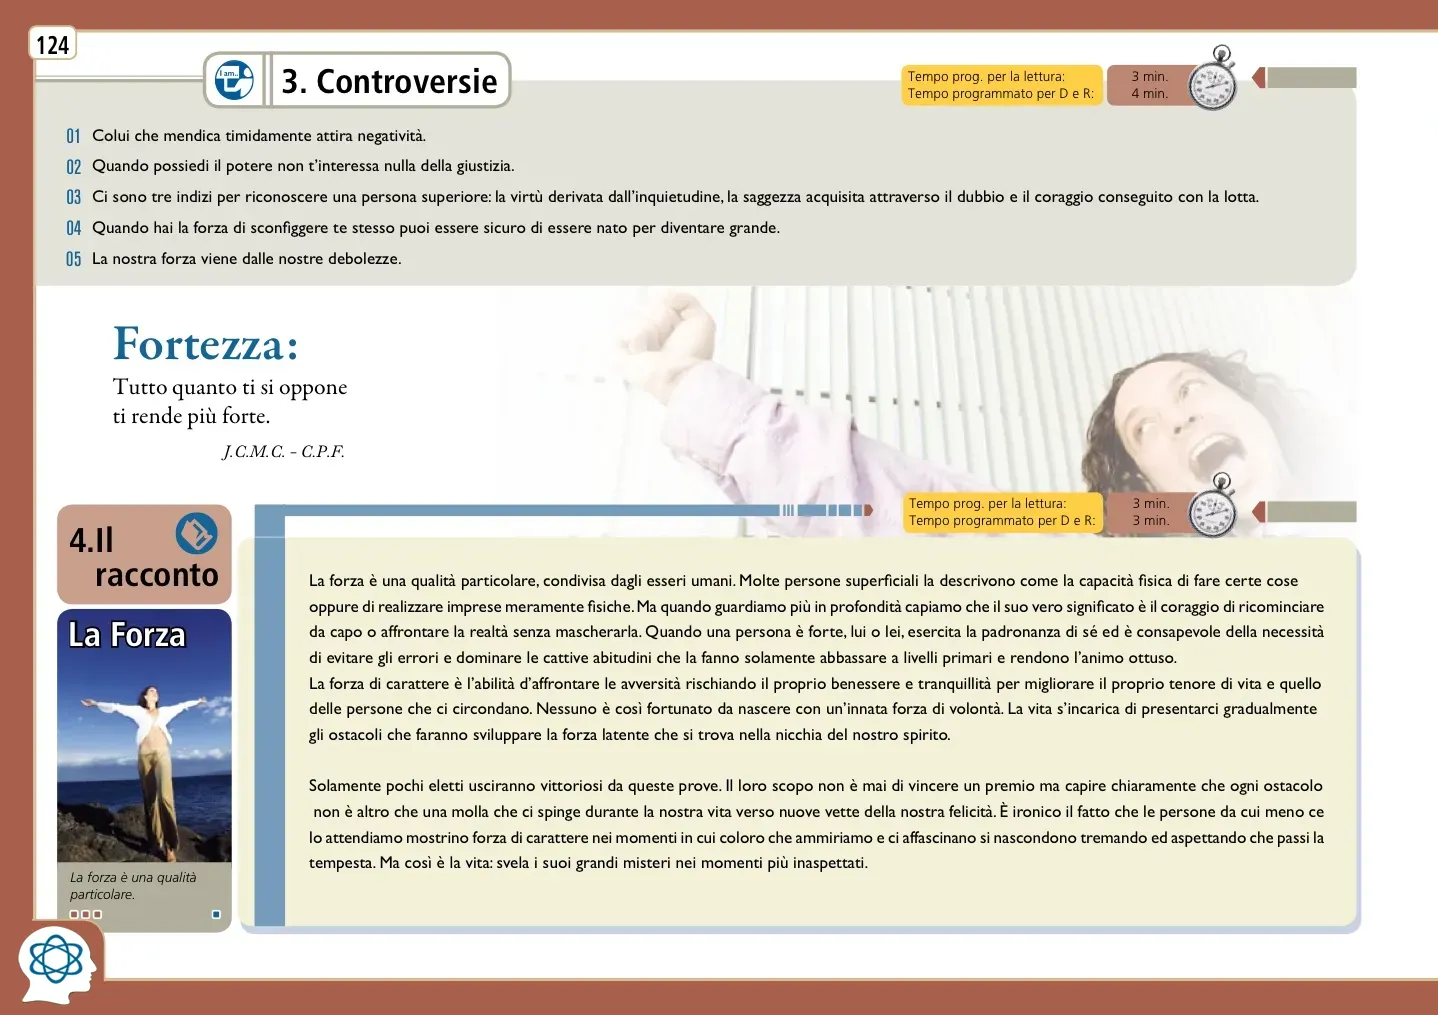 124
I am...
3. Controversie
Tempo prog. per la lettura: 3 min.
Tempo programmato per D e R: 4 min.
01 Colui che mendica timidamente attira negatività.
02 Quando possiedi il potere non t'interessa nulla della giustizia.
03 Ci sono tre indizi per riconoscere una persona superiore: la virtù derivata dall'inquietudine, la saggezza acquisita attraverso il dubbio e il coraggio conseguito con la lotta.
04 Quando hai la forza di sconfiggere te stesso puoi essere sicuro di essere nato per diventare grande.
05 La nostra forza viene dalle nostre debolezze.
Fortezza:
Tutto quanto ti si oppone
ti rende più forte.
J.C.M.C. – C.P.F.
4.Il
racconto
Tempo prog. per la lettura: 3 min.
Tempo programmato per D e R: 3 min.
La Forza
La forza è una qualità
particolare.
La forza è una qualità particolare, condivisa dagli esseri umani. Molte persone superficiali la descrivono come la capacità fisica di fare certe cose
oppure di realizzare imprese meramente fisiche. Ma quando guardiamo più in profondità capiamo che il suo vero significato è il coraggio di ricominciare
da capo o affrontare la realtà senza mascherarla. Quando una persona è forte, lui o lei, esercita la padronanza di sé ed è consapevole della necessità
di evitare gli errori e dominare le cattive abitudini che la fanno solamente abbassare a livelli primari e rendono l'animo ottuso.
La forza di carattere è l'abilità d'affrontare le avversità rischiando il proprio benessere e tranquillità per migliorare il proprio tenore di vita e quello
delle persone che ci circondano. Nessuno è così fortunato da nascere con un'innata forza di volontà. La vita s'incarica di presentarci gradualmente
gli ostacoli che faranno sviluppare la forza latente che si trova nella nicchia del nostro spirito.
Solamente pochi eletti usciranno vittoriosi da queste prove. Il loro scopo non è mai di vincere un premio ma capire chiaramente che ogni ostacolo
non è altro che una molla che ci spinge durante la nostra vita verso nuove vette della nostra felicità. È ironico il fatto che le persone da cui meno ce
lo attendiamo mostrino forza di carattere nei momenti in cui coloro che ammiriamo e ci affascinano si nascondono tremando ed aspettando che passi la
tempesta. Ma così è la vita: svela i suoi grandi misteri nei momenti più inaspettati.